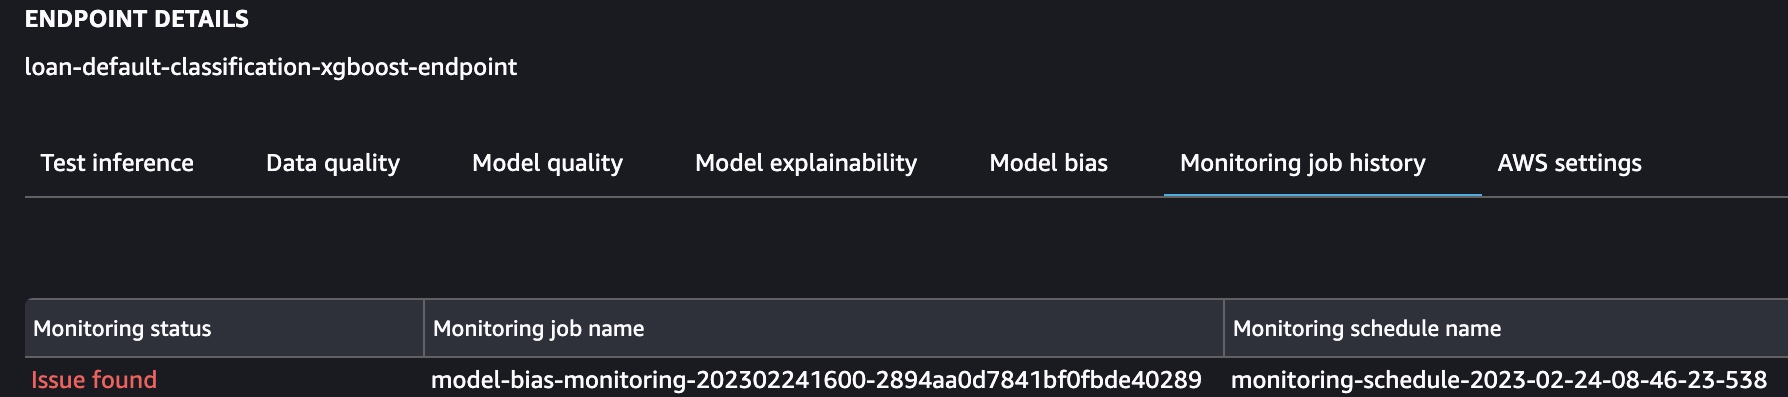 ENDPOINT DETAILS
loan-default-classification-xgboost-endpoint
Test inference Data quality Model quality Model explainability Model bias Monitoring job history AWS settings
Monitoring status Monitoring job name Monitoring schedule name
Issue found model-bias-monitoring-202302241600-2894aa0d7841bf0fbde40289 monitoring-schedule-2023-02-24-08-46-23-538